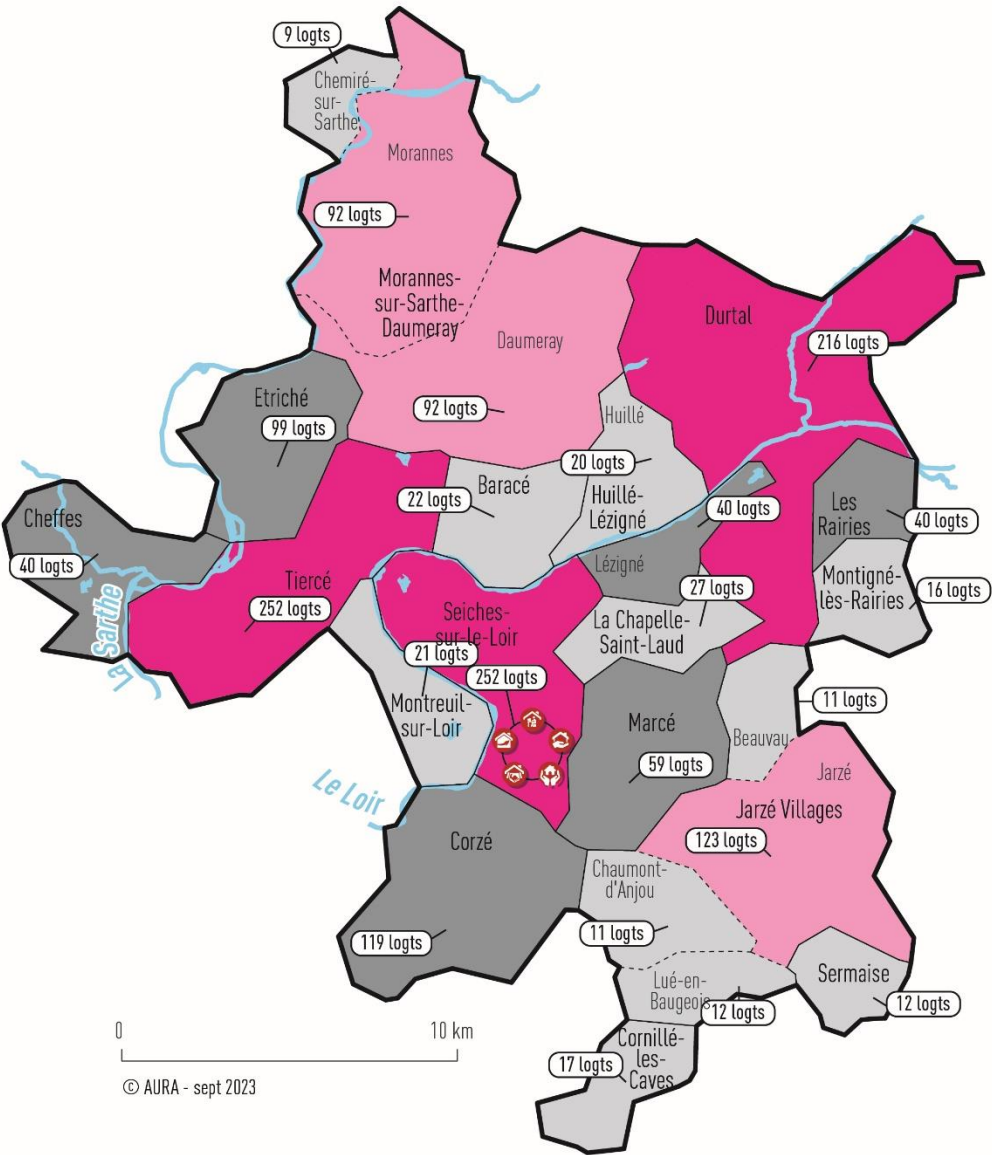 9 logts
Chemiré-
sur-
Sarthe
Morannes
92 logts
Morannes-
sur-Sarthe-
Daumeray
Daumeray
92 logts
Durtal
216 logts
Etriché
99 logts
Huillé
20 logts
Huillé-
Lézigné
Baracé
22 logts
40 logts
Les
Rairies
40 logts
Cheffes
40 logts
Lézigné
27 logts
Montigné-
lès-Rairies
16 logts
Tiercé
252 logts
La Sarthe
Seiches-
sur-le-Loir
La Chapelle-
Saint-Laud
21 logts
252 logts
Montreuil-
sur-Loir
11 logts
Marcé
59 logts
Beauvau
Jarzé
Le Loir
Jarzé Villages
123 logts
Corzé
119 logts
Chaumont-
d'Anjou
11 logts
Sermaise
12 logts
Lué-en-
Baugeois
12 logts
Cornillé-
les-
Caves
17 logts
0 10 km
© AURA - sept 2023